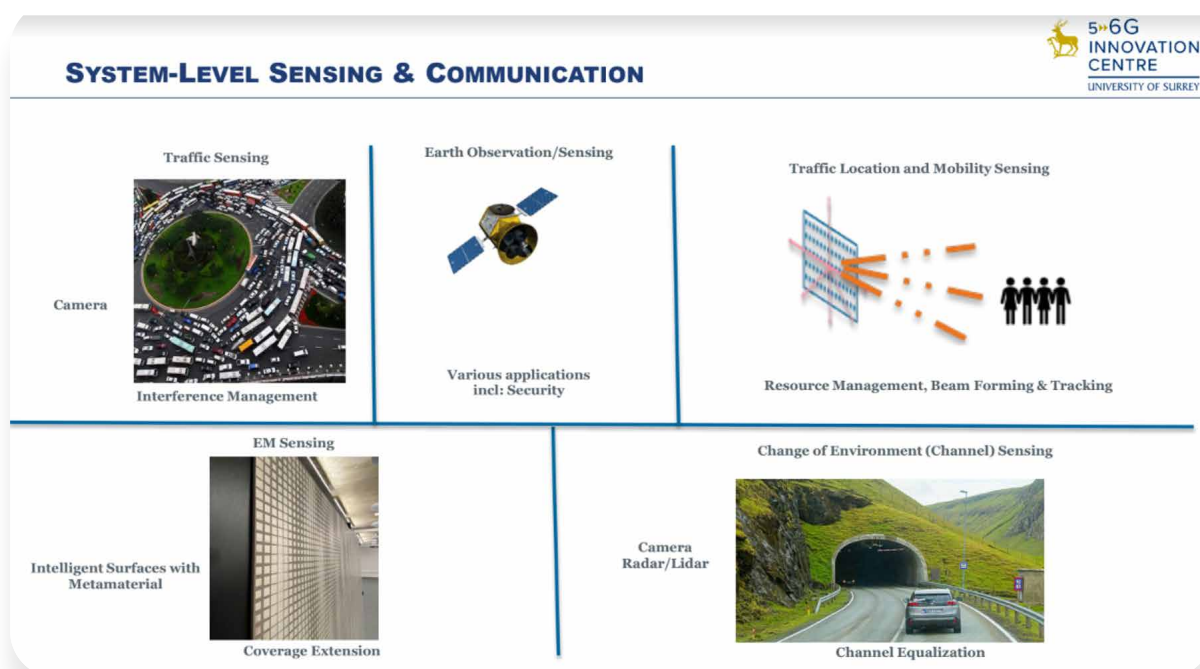 SYSTEM-LEVEL SENSING & COMMUNICATION
5»6G
INNOVATION
CENTRE
UNIVERSITY OF SURREY
Traffic Sensing
Camera
Interference Management
Earth Observation/Sensing
Various applications
incl: Security
Traffic Location and Mobility Sensing
Resource Management, Beam Forming & Tracking
EM Sensing
Intelligent Surfaces with
Metamaterial
Coverage Extension
Change of Environment (Channel) Sensing
Camera
Radar/Lidar
Channel Equalization